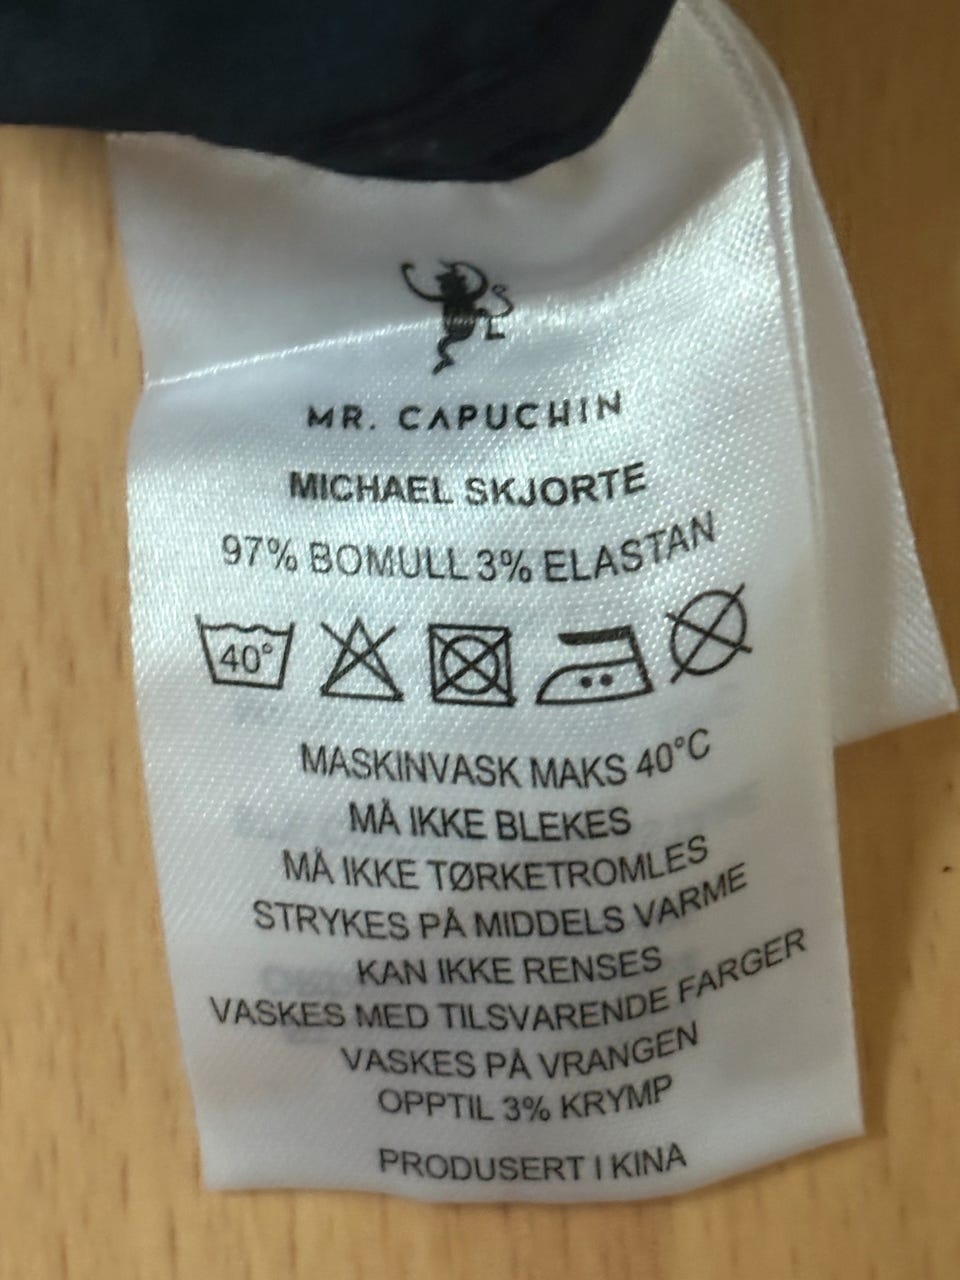 MR. CAPUCHIN
MICHAEL SKJORTE
97% BOMULL 3% ELASTAN
40°
MASKINVASK MAKS 40°C
MÅ IKKE BLEKES
MÅ IKKE TØRKETROMLES
STRYKES PÅ MIDDELS VARME
KAN IKKE RENSES
VASKES MED TILSVARENDE FARGER
VASKES PÅ VRANGEN
OPPTIL 3% KRYMP
PRODUSERT I KINA